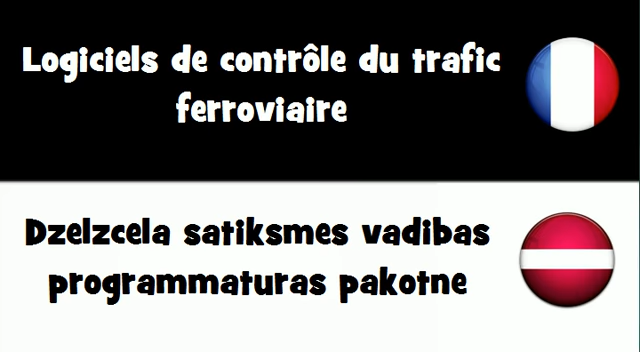 Logiciels de contrôle du trafic
ferroviaire
Dzelzcela satiksmes vadibas
programmaturas pakotne